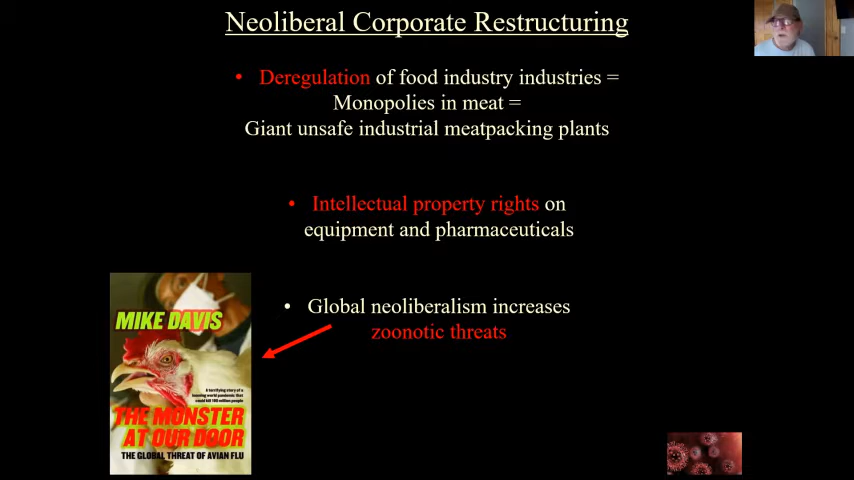 Neoliberal Corporate Restructuring
• Deregulation of food industry industries =
Monopolies in meat =
Giant unsafe industrial meatpacking plants
• Intellectual property rights on
equipment and pharmaceuticals
• Global neoliberalism increases
zoonotic threats
MIKE DAVIS
A terrifying story of a
looming world pandemic that
could kill 100 million people
THE MONSTER
AT OUR DOOR
THE GLOBAL THREAT OF AVIAN FLU